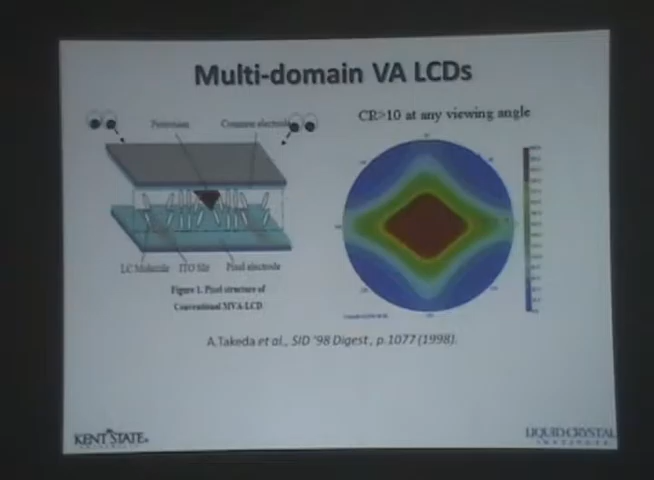 Multi-domain VA LCDs
CR>10 at any viewing angle
Protrusion
Common electrode
LC Molecule
ITO Slit
Pixel electrode
Figure 1. Pixel structure of
Conventional MVA-LCD
A.Takeda et al., SID '98 Digest, p.1077 (1998).
KENT STATE
UNIVERSITY
LIQUID CRYSTAL
INSTITUTE